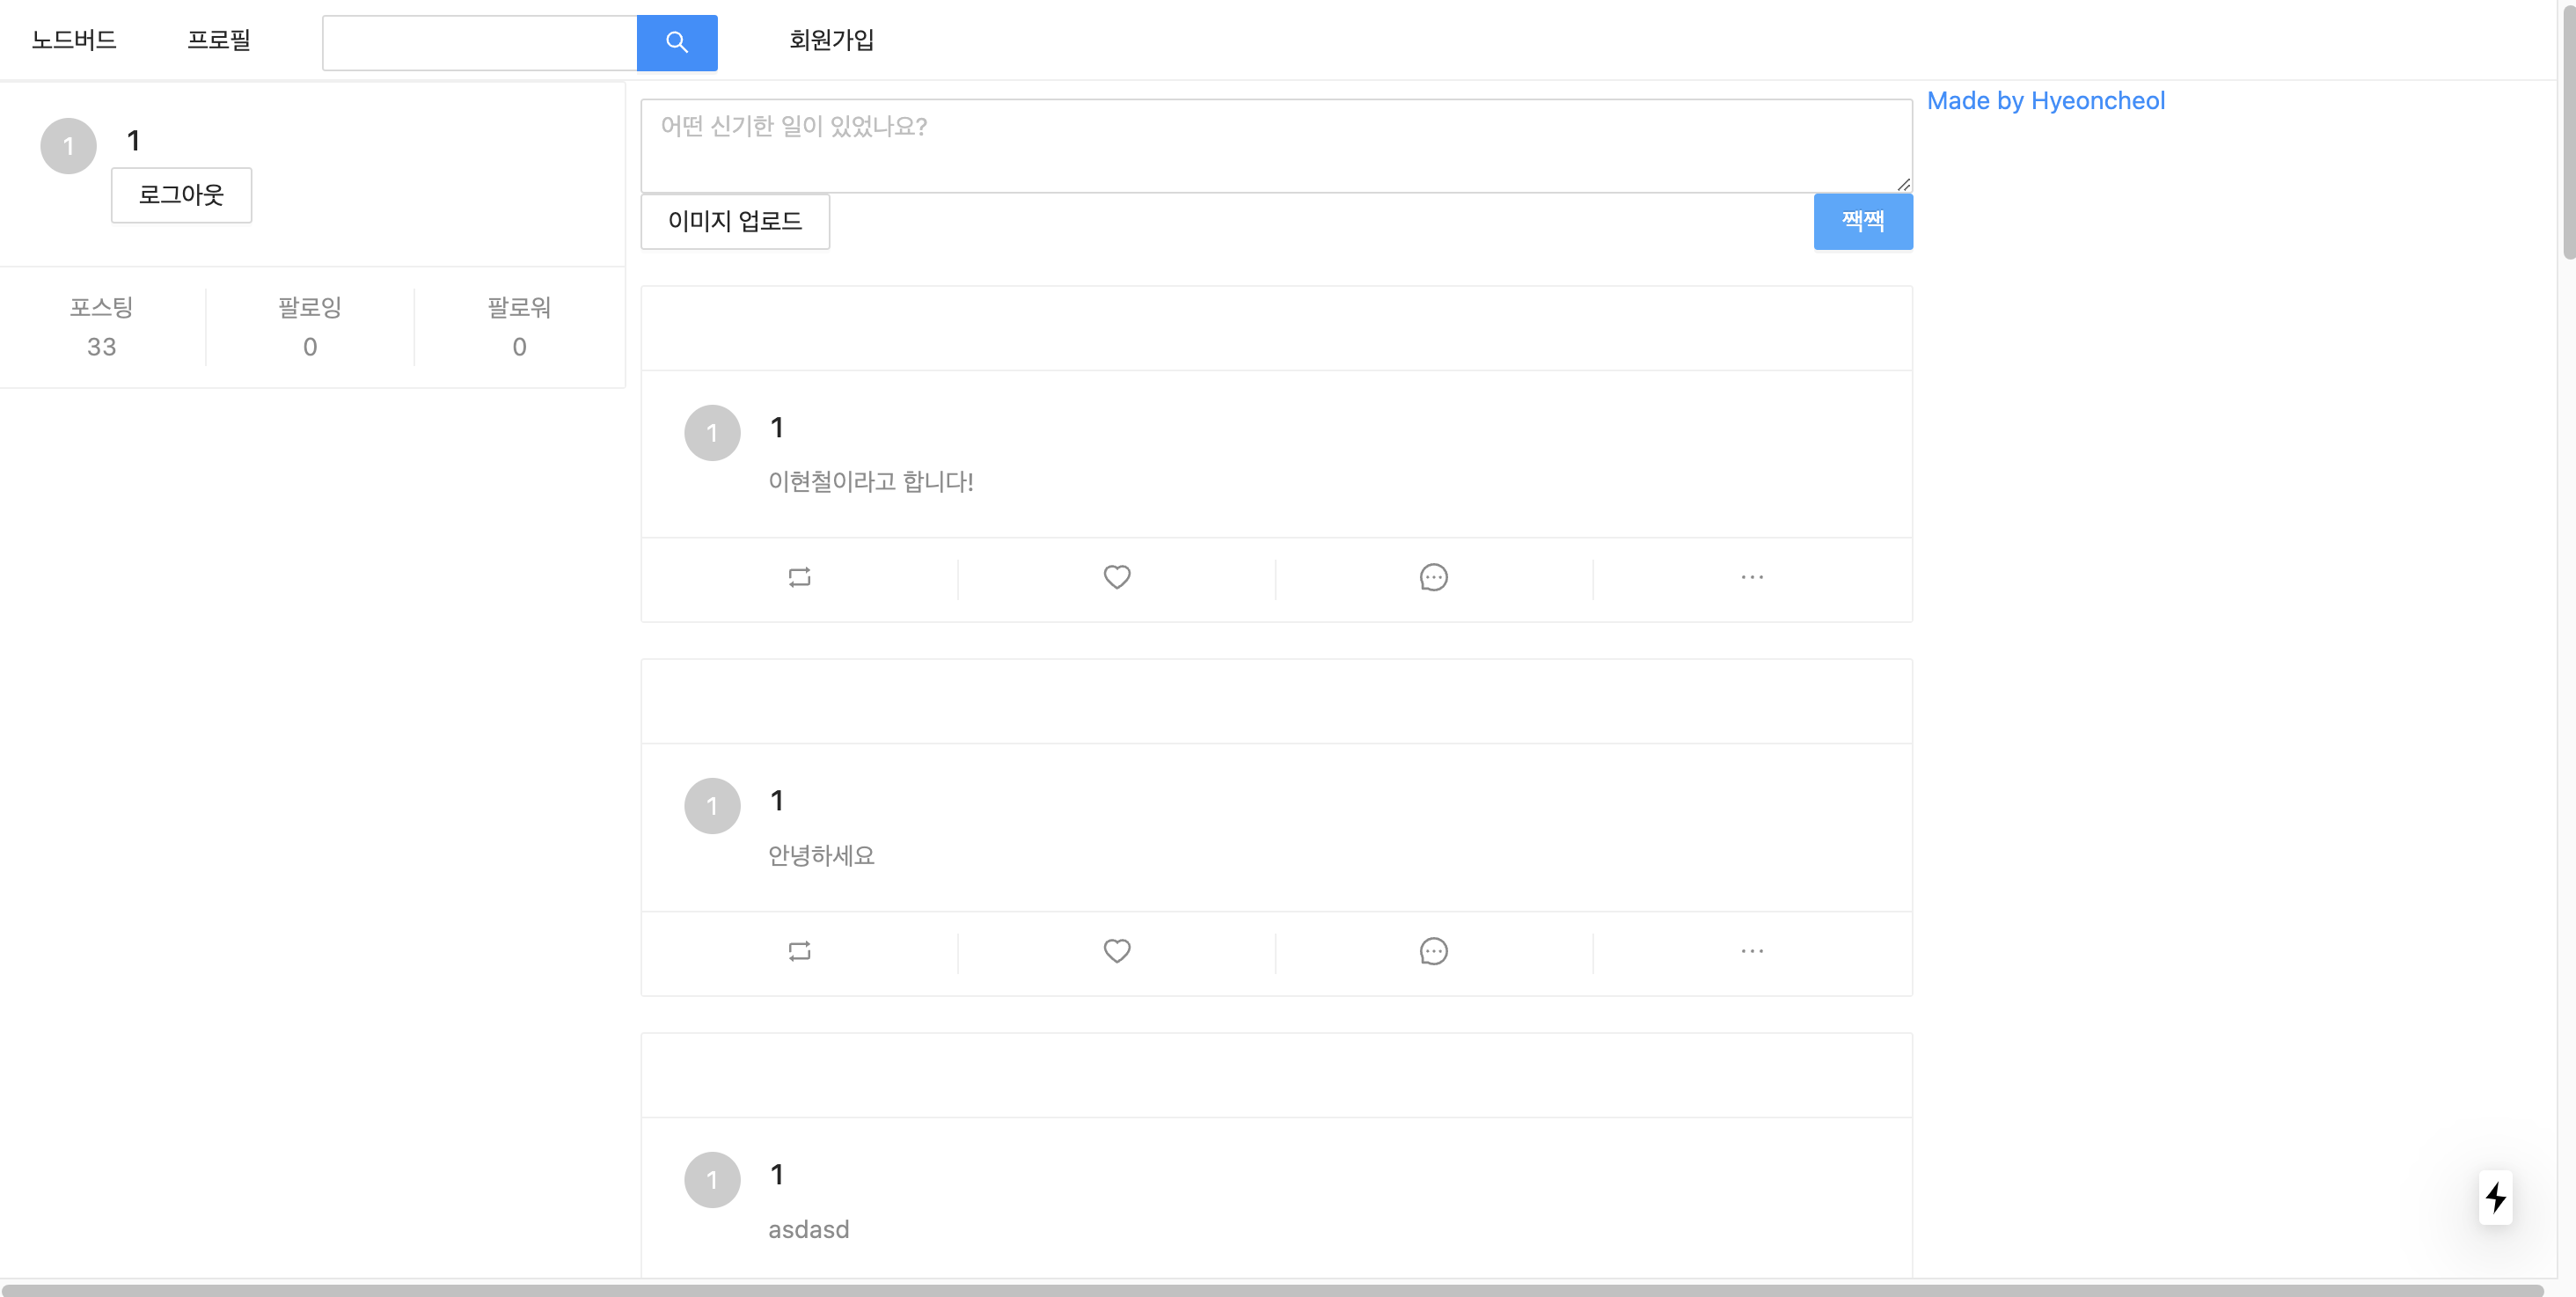 노드버드 프로필 회원가입
1 1
로그아웃
포스팅 팔로잉 팔로워
33 0 0
어떤 신기한 일이 있었나요?
이미지 업로드 짹짹
1 1
이현철이라고 합니다!
1 1
안녕하세요
1 1
asdasd
Made by Hyeoncheol